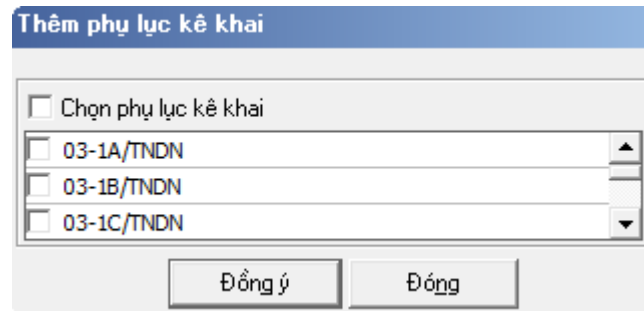 Thêm phụ lục kê khai
Chọn phụ lục kê khai
03-1A/TNDN
03-1B/TNDN
03-1C/TNDN
Đồng ý Đóng